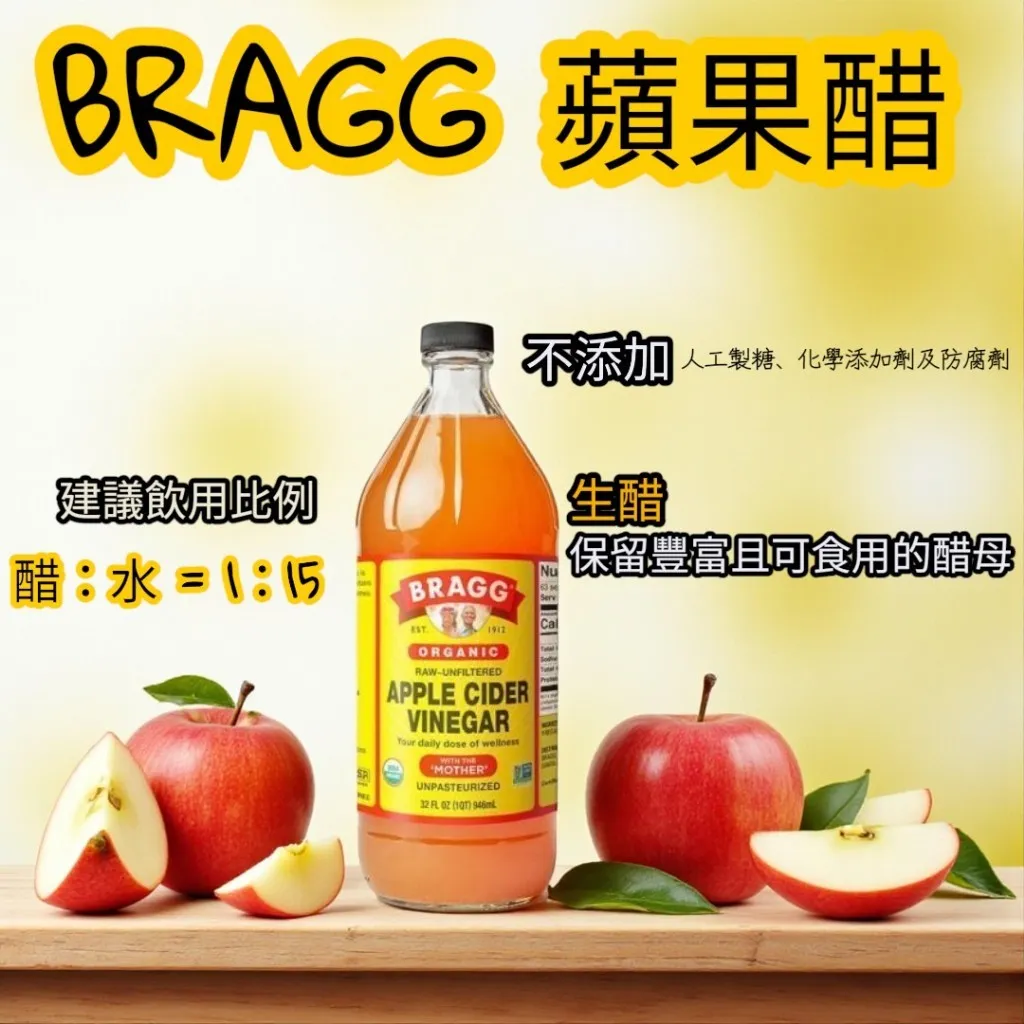 BRAGG 蘋果醋
不添加 人工製糖、化學添加劑及防腐劑
建議飲用比例
醋：水 = 1：15
生醋
保留豐富且可食用的醋母
BRAGG
EST. 1912
ORGANIC
RAW-UNFILTERED
APPLE CIDER
VINEGAR
Your daily dose of wellness
WITH THE
"MOTHER"
UNPASTEURIZED
32 FL OZ (1QT) 946mL